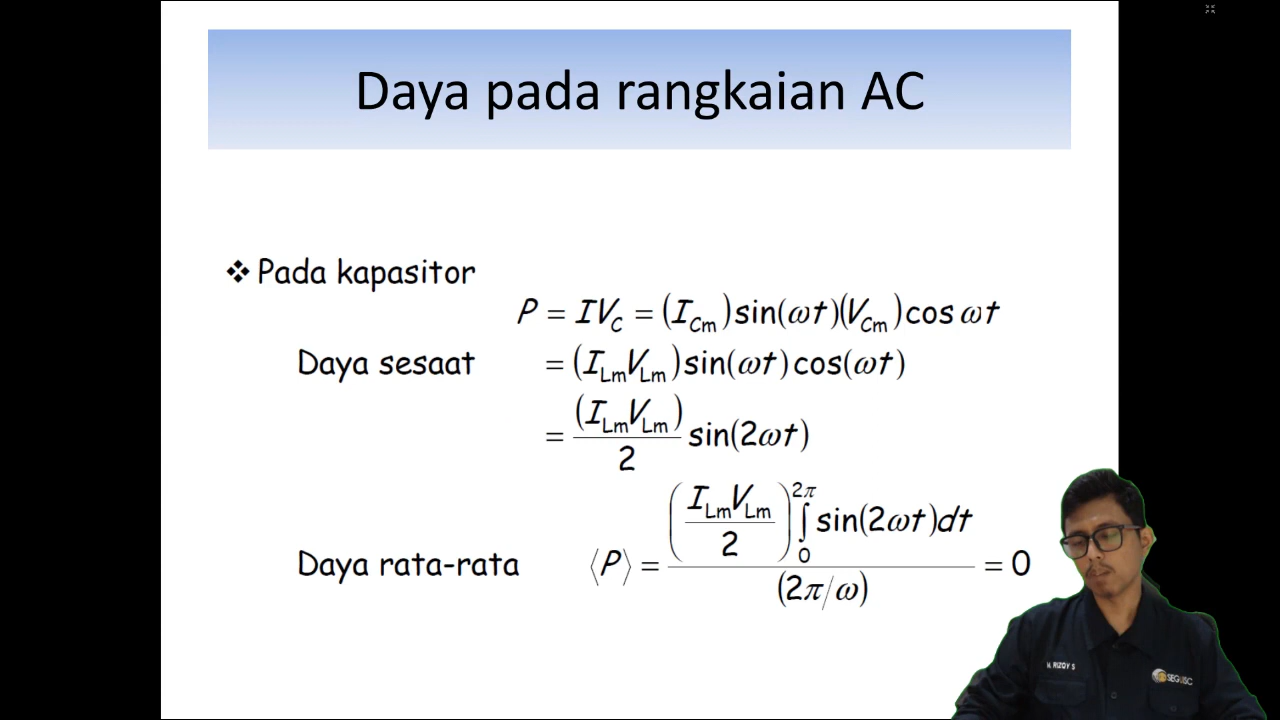 Daya pada rangkaian AC
❖ Pada kapasitor
P = IV_C = (I_Cm) sin(ωt)(V_Cm) cos ωt
Daya sesaat = (I_Lm V_Lm) sin(ωt) cos(ωt)
= (I_Lm V_Lm)/2 sin(2ωt)
Daya rata-rata ⟨P⟩ = ((I_Lm V_Lm)/2) ∫_0^2π sin(2ωt)dt / (2π/ω) = 0
M. RIZQY S
SEGWISC